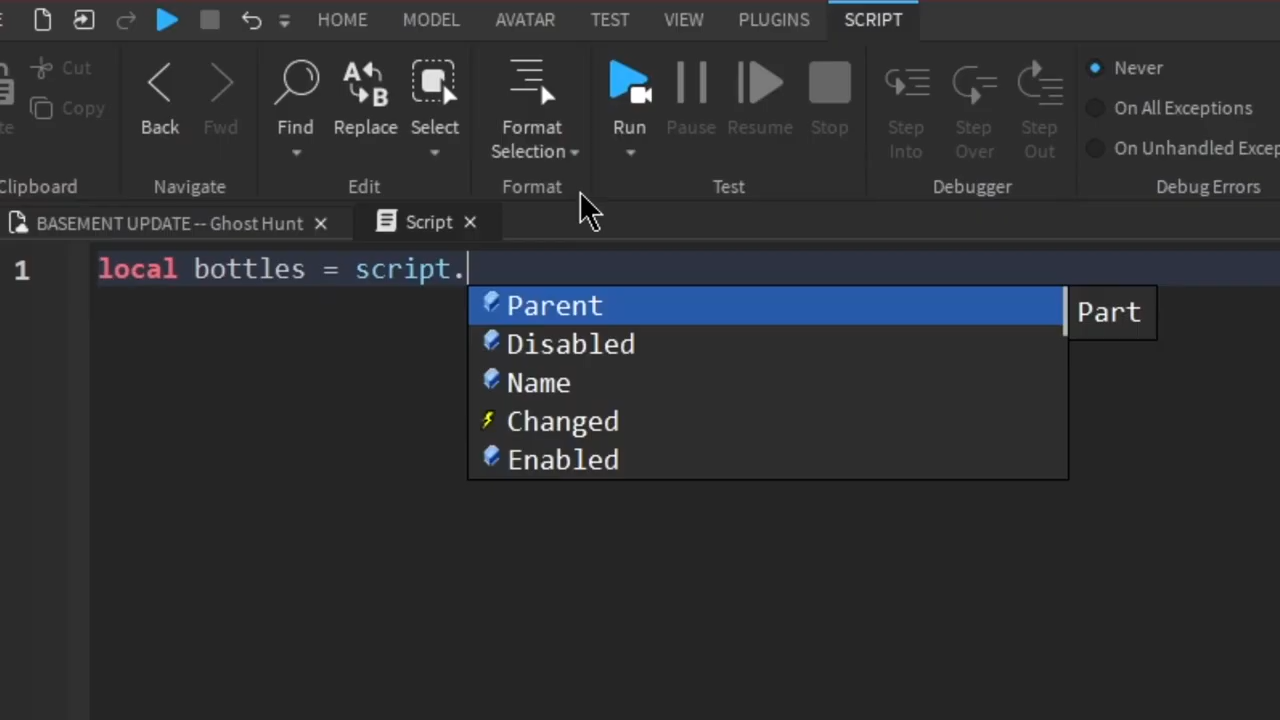 HOME MODEL AVATAR TEST VIEW PLUGINS SCRIPT
Cut
Copy
Back
Fwd
Find
Replace
Select
Format
Selection
Run
Pause
Resume
Stop
Step
Into
Step
Over
Step
Out
Never
On All Exceptions
On Unhandled Excep
Clipboard
Navigate
Edit
Format
Test
Debugger
Debug Errors
BASEMENT UPDATE -- Ghost Hunt
Script
1 local bottles = script.
Parent
Part
Disabled
Name
Changed
Enabled